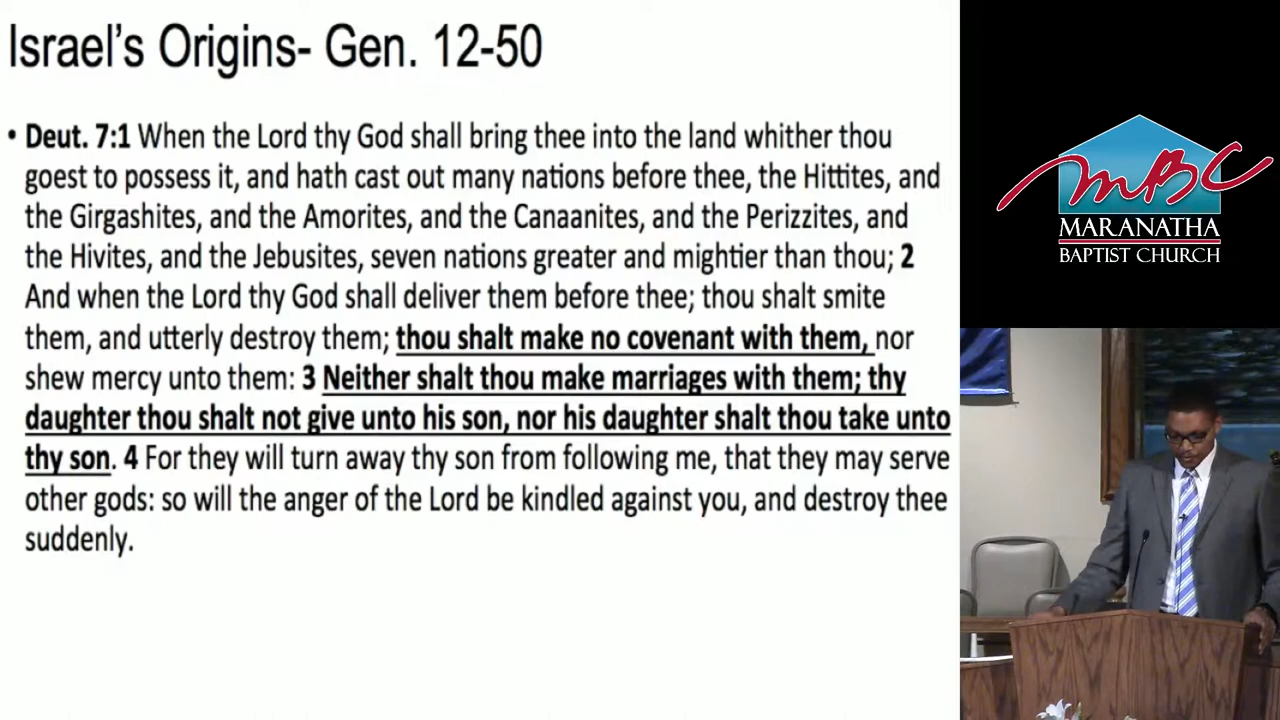 Israel's Origins- Gen. 12-50
• Deut. 7:1 When the Lord thy God shall bring thee into the land whither thou
goest to possess it, and hath cast out many nations before thee, the Hittites, and
the Girgashites, and the Amorites, and the Canaanites, and the Perizzites, and
the Hivites, and the Jebusites, seven nations greater and mightier than thou; 2
And when the Lord thy God shall deliver them before thee; thou shalt smite
them, and utterly destroy them; thou shalt make no covenant with them, nor
shew mercy unto them: 3 Neither shalt thou make marriages with them; thy
daughter thou shalt not give unto his son, nor his daughter shalt thou take unto
thy son. 4 For they will turn away thy son from following me, that they may serve
other gods: so will the anger of the Lord be kindled against you, and destroy thee
suddenly.
MBC
MARANATHA
BAPTIST CHURCH